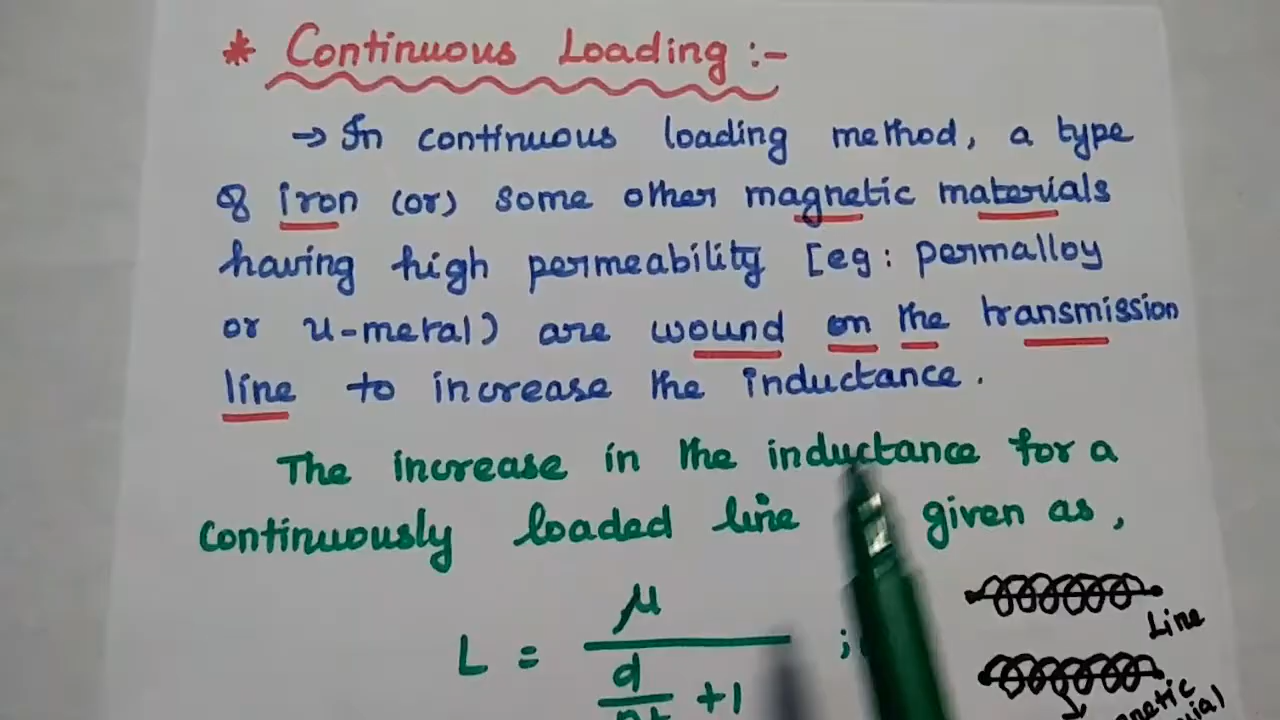 * Continuous Loading :-
→ In continuous loading method, a type
of iron (or) some other magnetic materials
having high permeability [eg: permalloy
or u-metal) are wound on the transmission
line to increase the inductance.
The increase in the inductance for a
continuously loaded line given as,
L = μ
d
+1
Line